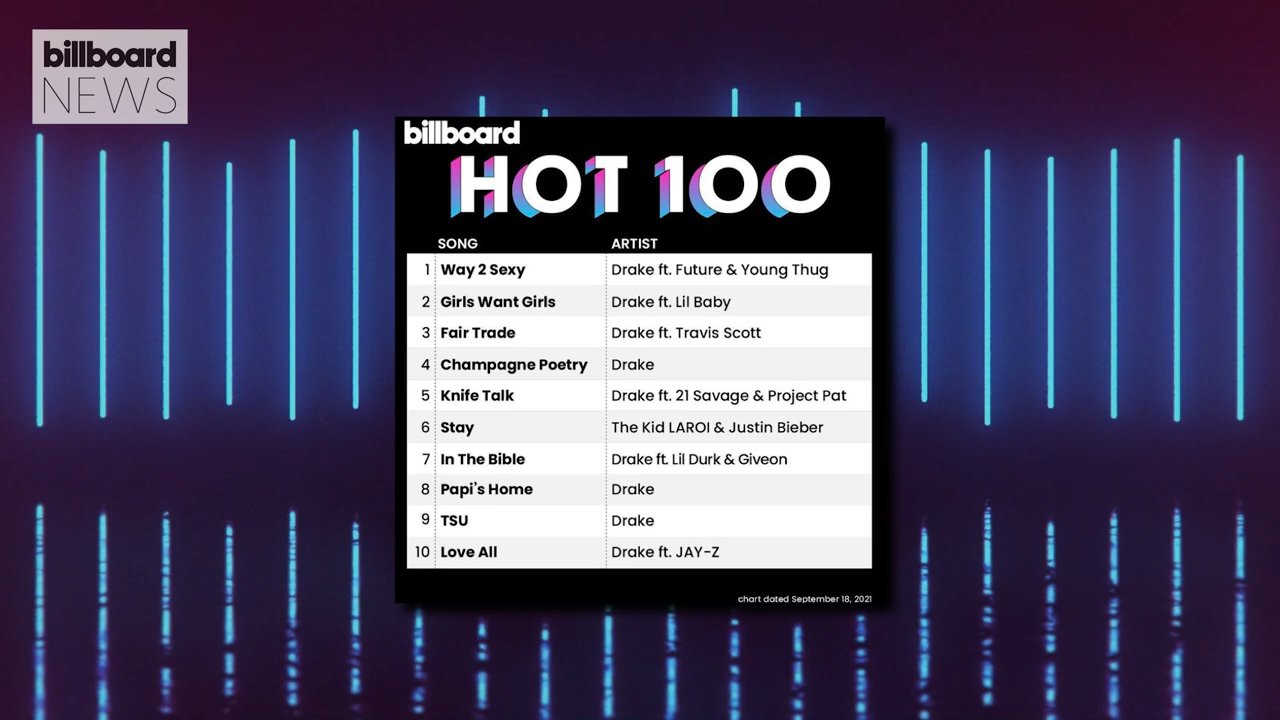 billboard
NEWS
billboard
HOT 100
SONG ARTIST
1 Way 2 Sexy Drake ft. Future & Young Thug
2 Girls Want Girls Drake ft. Lil Baby
3 Fair Trade Drake ft. Travis Scott
4 Champagne Poetry Drake
5 Knife Talk Drake ft. 21 Savage & Project Pat
6 Stay The Kid LAROI & Justin Bieber
7 In The Bible Drake ft. Lil Durk & Giveon
8 Papi's Home Drake
9 TSU Drake
10 Love All Drake ft. JAY-Z
chart dated September 18, 2021